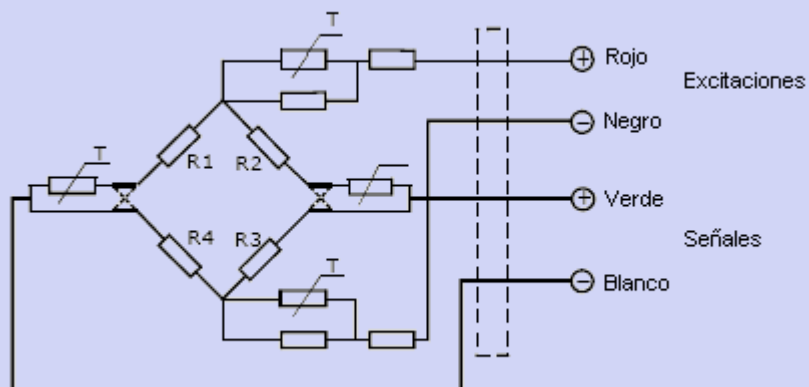 T
Rojo
Excitaciones
Negro
T
R1
R2
Verde
R4
R3
Señales
T
Blanco